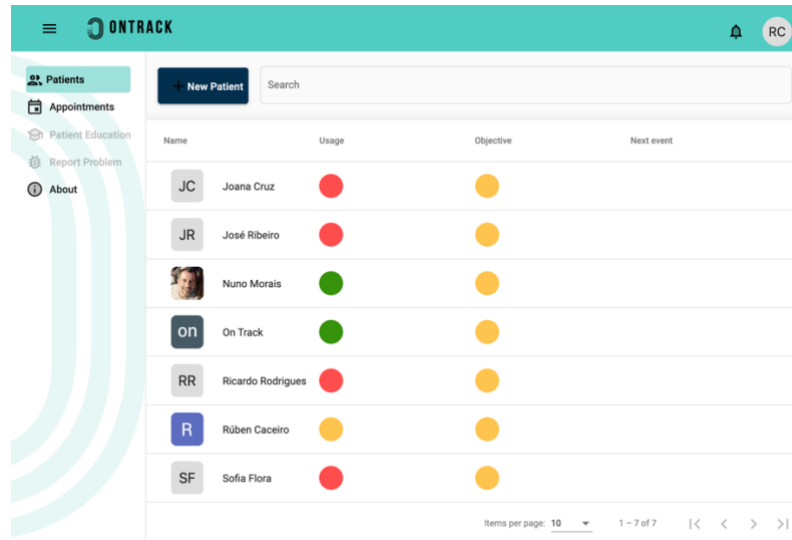 ONTRACK
RC
Patients
Appointments
Patient Education
Report Problem
About
New Patient
Search
Name Usage Objective Next event
JC Joana Cruz
JR José Ribeiro
Nuno Morais
on On Track
RR Ricardo Rodrigues
R Rúben Caceiro
SF Sofia Flora
Items per page: 10 1 – 7 of 7